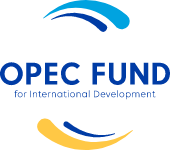 OPEC FUND
for International Development